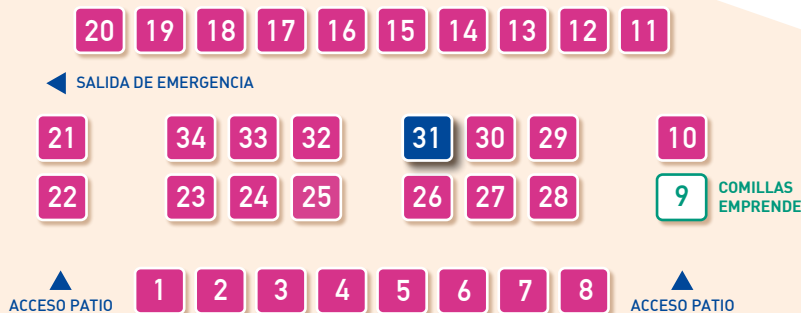 20 19 18 17 16 15 14 13 12 11
SALIDA DE EMERGENCIA
21 34 33 32 31 30 29 10
22 23 24 25 26 27 28 9
COMILLAS
EMPRENDE
1 2 3 4 5 6 7 8
ACCESO PATIO
ACCESO PATIO